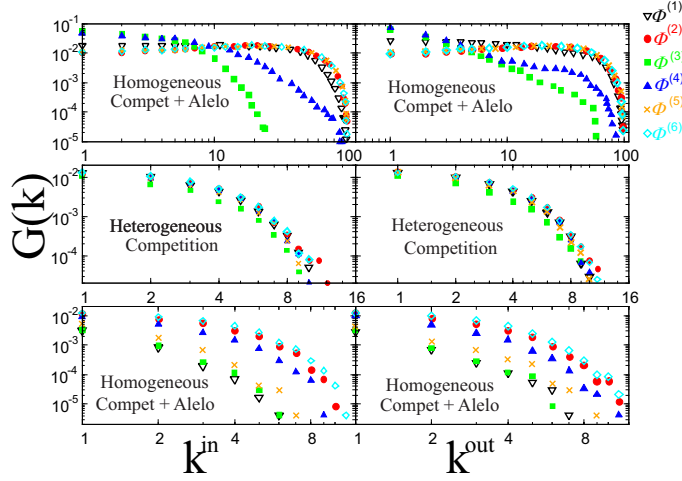 Φ(1)
Φ(2)
Φ(3
Φ(4)
Φ(5)
Φ(6)
G(k)
10⁻¹
10⁻²
10⁻³
10⁻⁴
10⁻⁵
Homogeneous
Compet + Alelo
1 10 100
Homogeneous
Compet + Alelo
1 10 100
10⁻²
10⁻³
10⁻⁴
Heterogeneous
Competition
1 2 4 8 16
Heterogeneous
Competition
1 2 4 8 16
10⁻²
10⁻³
10⁻⁴
10⁻⁵
Homogeneous
Compet + Alelo
1 2 4 8
Homogeneous
Compet + Alelo
1 2 4 8
k in
k out